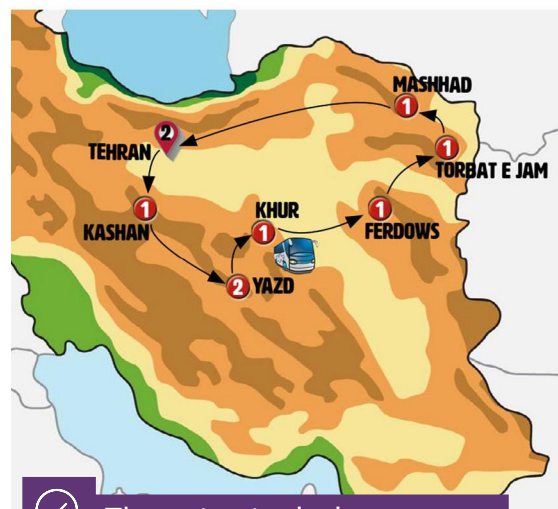 MASHHAD
1
2
TEHRAN
1
TORBAT E JAM
1
KASHAN
KHUR
1
1
FERDOWS
2
YAZD